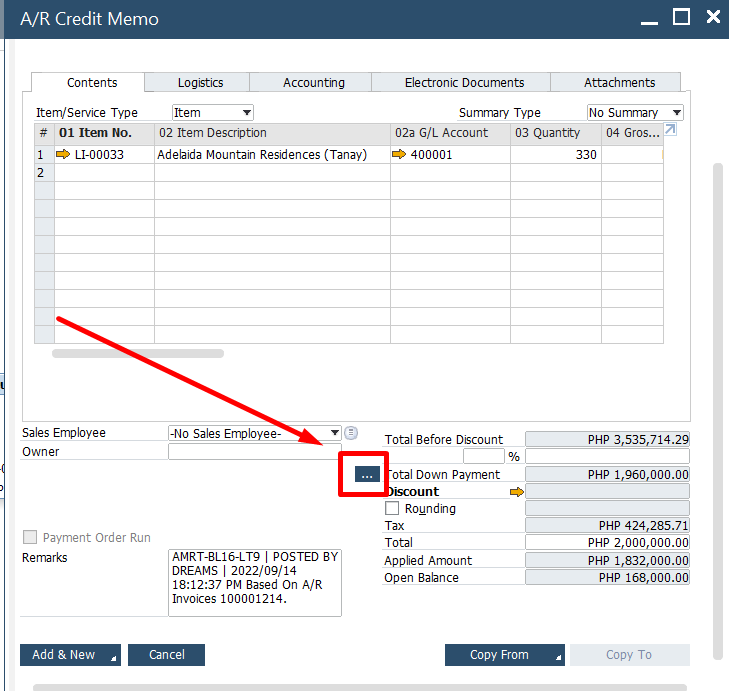 A/R Credit Memo
Contents Logistics Accounting Electronic Documents Attachments
Item/Service Type Item Summary Type No Summary
# 01 Item No. 02 Item Description 02a G/L Account 03 Quantity 04 Gros...
1 LI-00033 Adelaida Mountain Residences (Tanay) 400001 330
2
Sales Employee -No Sales Employee-
Owner
Total Before Discount PHP 3,535,714.29
%
... Total Down Payment PHP 1,960,000.00
Discount
Rounding
Tax PHP 424,285.71
Total PHP 2,000,000.00
Applied Amount PHP 1,832,000.00
Open Balance PHP 168,000.00
Payment Order Run
Remarks AMRT-BL16-LT9 | POSTED BY
DREAMS | 2022/09/14
18:12:37 PM Based On A/R
Invoices 100001214.
Add & New Cancel Copy From Copy To